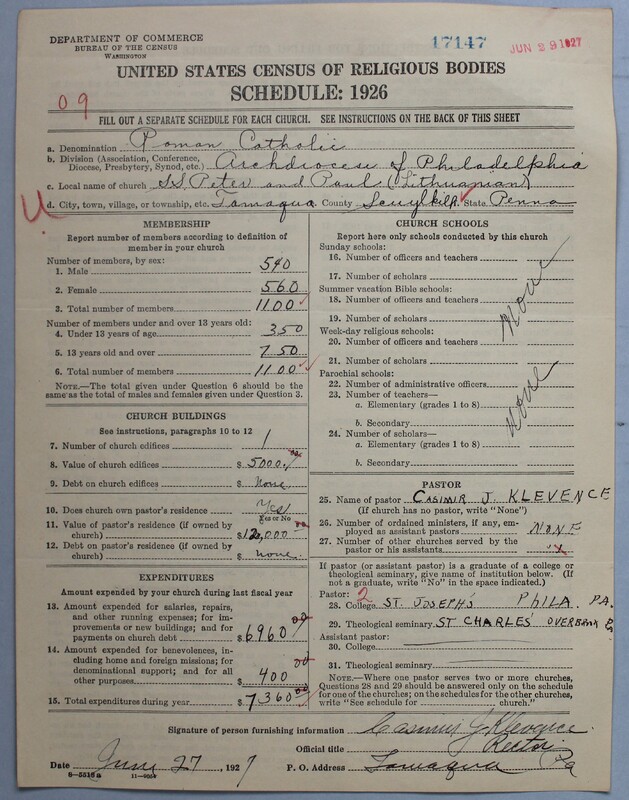 DEPARTMENT OF COMMERCE
BUREAU OF THE CENSUS
WASHINGTON
17147
JUN 29 1927
UNITED STATES CENSUS OF RELIGIOUS BODIES
SCHEDULE: 1926
09
FILL OUT A SEPARATE SCHEDULE FOR EACH CHURCH. SEE INSTRUCTIONS ON THE BACK OF THIS SHEET
a. Denomination Roman Catholic
b. Division (Association, Conference,
Diocese, Presbytery, Synod, etc.) Archdiocese of Philadelphia
c. Local name of church SS. Peter and Paul (Lithuanian)
U. d. City, town, village, or township, etc. Tamaqua County Scuylkill State Penna
MEMBERSHIP
Report number of members according to definition of
member in your church
Number of members, by sex:
1. Male 540
2. Female 560
3. Total number of members 1100
Number of members under and over 13 years old:
4. Under 13 years of age 350
5. 13 years old and over 750
6. Total number of members 1100
NOTE.—The total given under Question 6 should be the
same as the total of males and females given under Question 3.
CHURCH BUILDINGS
See instructions, paragraphs 10 to 12
7. Number of church edifices 1
8. Value of church edifices $ 5000.00
9. Debt on church edifices $ None
10. Does church own pastor's residence Yes
Yes or No
11. Value of pastor's residence (if owned by
church) $12,000.00
12. Debt on pastor's residence (if owned by
church) $ none
EXPENDITURES
Amount expended by your church during last fiscal year
13. Amount expended for salaries, repairs,
and other running expenses; for im-
provements or new buildings; and for
payments on church debt $6960 00
14. Amount expended for benevolences,
including home and foreign missions; for
denominational support; and for all
other purposes $ 400 00
15. Total expenditures during year $7360 00
CHURCH SCHOOLS
Report here only schools conducted by this church
Sunday schools:
16. Number of officers and teachers
17. Number of scholars
Summer vacation Bible schools:
18. Number of officers and teachers
19. Number of scholars
None
Week-day religious schools:
20. Number of officers and teachers
21. Number of scholars
Parochial schools:
22. Number of administrative officers
23. Number of teachers—
a. Elementary (grades 1 to 8)
b. Secondary
None
24. Number of scholars—
a. Elementary (grades 1 to 8)
b. Secondary
PASTOR
25. Name of pastor CASIMIR J. KLEVENCE
(If church has no pastor, write "None")
26. Number of ordained ministers, if any, em-
ployed as assistant pastors NONE
27. Number of other churches served by the
pastor or his assistants "x
If pastor (or assistant pastor) is a graduate of a college or
theological seminary, give name of institution below. (If
not a graduate, write "No" in the space indicated.)
Pastor: 2
28. College ST. JOSEPH'S PHILA. PA.
29. Theological seminary ST CHARLES OVERBROOK
Assistant pastor:
30. College
31. Theological seminary
NOTE.—Where one pastor serves two or more churches,
Questions 28 and 29 should be answered only on the schedule
for one of the churches; on schedules for the other churches,
write "See schedule for church."
Signature of person furnishing information Casimir J. Klevence
Official title Rector
Date June 27, 1927 P. O. Address Tamaqua Pa
6—5516a 11—9054